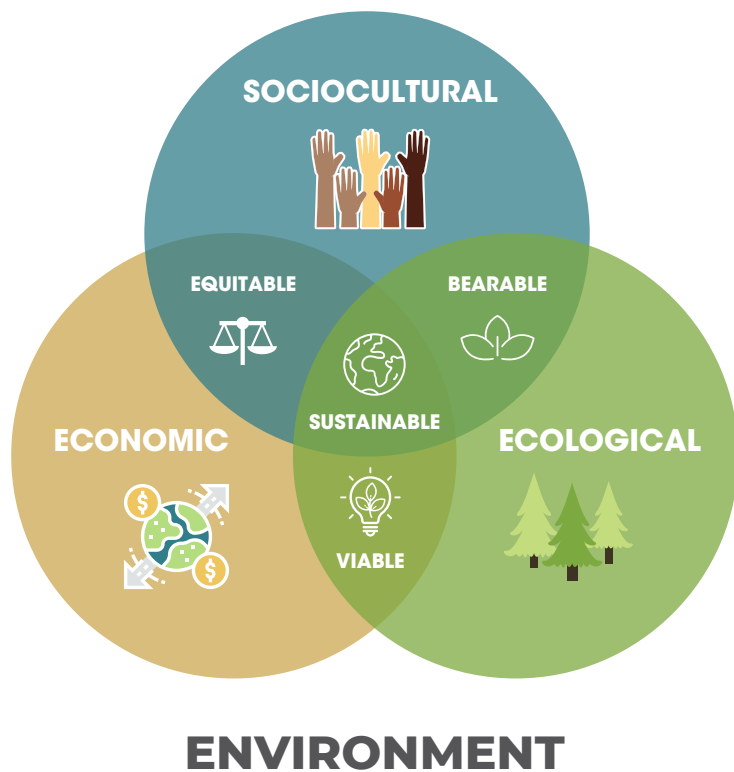 SOCIOCULTURAL
EQUITABLE
BEARABLE
SUSTAINABLE
ECONOMIC
ECOLOGICAL
$
$
VIABLE
ENVIRONMENT